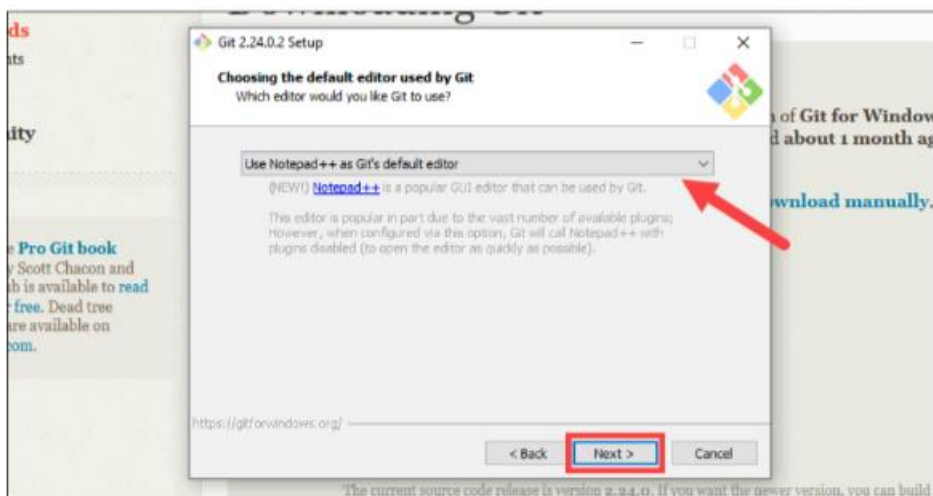 Downloading Git
ds
nts
nity
e Pro Git book
y Scott Chacon and
ub is available to read
r free. Dead tree
are available on
com.
Git 2.24.0.2 Setup
Choosing the default editor used by Git
Which editor would you like Git to use?
Use Notepad++ as Git's default editor
(NEW!) Notepad++ is a popular GUI editor that can be used by Git.
This editor is popular in part due to the vast number of available plugins;
However, when configured via this option, Git will call Notepad++ with
plugins disabled (to open the editor as quickly as possible).
https://gitforwindows.org/
< Back Next > Cancel
of Git for Window
d about 1 month ag
wnload manually.
The current source code release is version 2.24.0. If you want the newer version, you can build